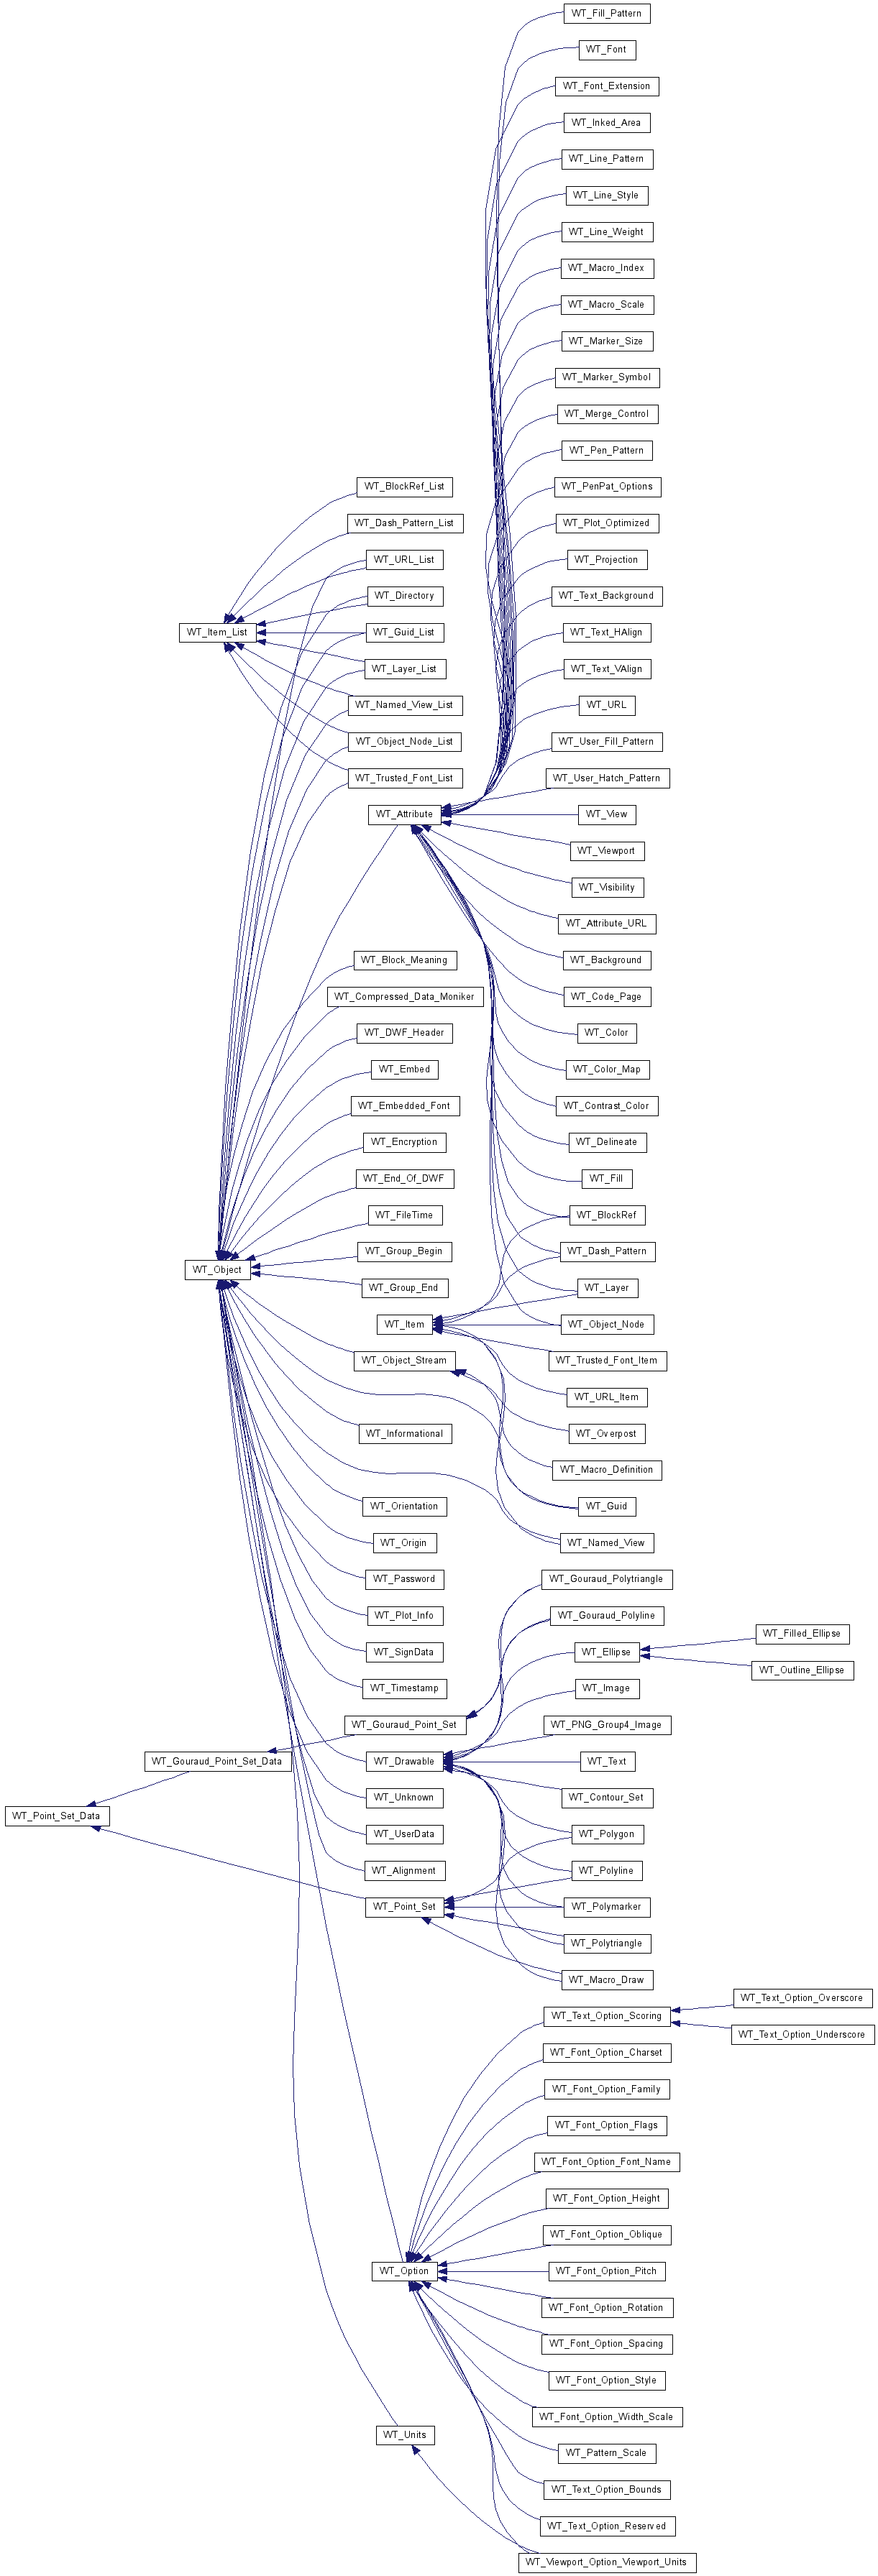 WT_Fill_Pattern
WT_Font
WT_Font_Extension
WT_Inked_Area
WT_Line_Pattern
WT_Line_Style
WT_Line_Weight
WT_Macro_Index
WT_Macro_Scale
WT_Marker_Size
WT_Marker_Symbol
WT_Merge_Control
WT_Pen_Pattern
WT_BlockRef_List
WT_PenPat_Options
WT_Dash_Pattern_List
WT_Plot_Optimized
WT_URL_List
WT_Projection
WT_Directory
WT_Text_Background
WT_Item_List
WT_Guid_List
WT_Text_HAlign
WT_Layer_List
WT_Text_VAlign
WT_Named_View_List
WT_URL
WT_Object_Node_List
WT_User_Fill_Pattern
WT_Trusted_Font_List
WT_User_Hatch_Pattern
WT_Attribute
WT_View
WT_Viewport
WT_Visibility
WT_Attribute_URL
WT_Block_Meaning
WT_Background
WT_Compressed_Data_Moniker
WT_Code_Page
WT_DWF_Header
WT_Color
WT_Embed
WT_Color_Map
WT_Embedded_Font
WT_Contrast_Color
WT_Encryption
WT_Delineate
WT_End_Of_DWF
WT_Fill
WT_FileTime
WT_BlockRef
WT_Group_Begin
WT_Dash_Pattern
WT_Object
WT_Group_End
WT_Layer
WT_Item
WT_Object_Node
WT_Object_Stream
WT_Trusted_Font_Item
WT_URL_Item
WT_Informational
WT_Overpost
WT_Macro_Definition
WT_Orientation
WT_Guid
WT_Origin
WT_Named_View
WT_Password
WT_Gouraud_Polytriangle
WT_Plot_Info
WT_Gouraud_Polyline
WT_Filled_Ellipse
WT_SignData
WT_Ellipse
WT_Outline_Ellipse
WT_Timestamp
WT_Image
WT_Gouraud_Point_Set
WT_PNG_Group4_Image
WT_Gouraud_Point_Set_Data
WT_Drawable
WT_Text
WT_Unknown
WT_Contour_Set
WT_Point_Set_Data
WT_UserData
WT_Polygon
WT_Alignment
WT_Polyline
WT_Point_Set
WT_Polymarker
WT_Polytriangle
WT_Macro_Draw
WT_Text_Option_Overscore
WT_Text_Option_Scoring
WT_Text_Option_Underscore
WT_Font_Option_Charset
WT_Font_Option_Family
WT_Font_Option_Flags
WT_Font_Option_Font_Name
WT_Font_Option_Height
WT_Font_Option_Oblique
WT_Option
WT_Font_Option_Pitch
WT_Font_Option_Rotation
WT_Font_Option_Spacing
WT_Font_Option_Style
WT_Font_Option_Width_Scale
WT_Units
WT_Pattern_Scale
WT_Text_Option_Bounds
WT_Text_Option_Reserved
WT_Viewport_Option_Viewport_Units